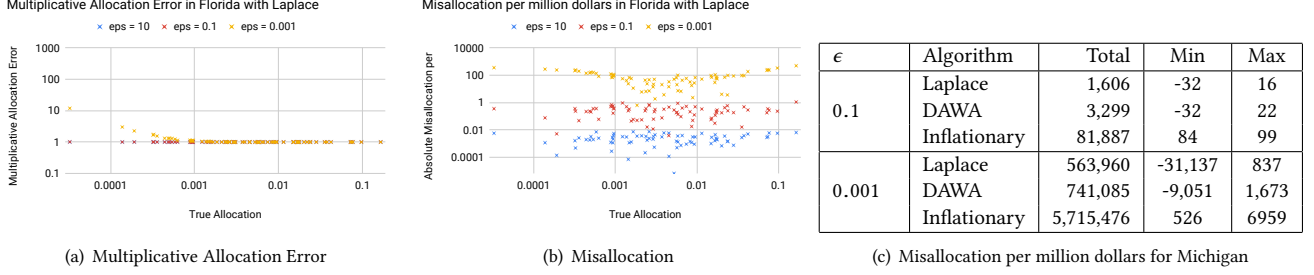 Multiplicative Allocation Error in Florida with Laplace
eps = 10 eps = 0.1 eps = 0.001
Multiplicative Allocation Error
1000
100
10
1
0.1
0.0001 0.001 0.01 0.1
True Allocation
(a) Multiplicative Allocation Error
Misallocation per million dollars in Florida with Laplace
eps = 10 eps = 0.1 eps = 0.001
Absolute Misallocation per
10000
100
1
0.01
0.0001
0.0001 0.001 0.01 0.1
True Allocation
(b) Misallocation
ϵ Algorithm Total Min Max
0.1
Laplace 1,606 -32 16
DAWA 3,299 -32 22
Inflationary 81,887 84 99
0.001
Laplace 563,960 -31,137 837
DAWA 741,085 -9,051 1,673
Inflationary 5,715,476 526 6959
(c) Misallocation per million dollars for Michigan